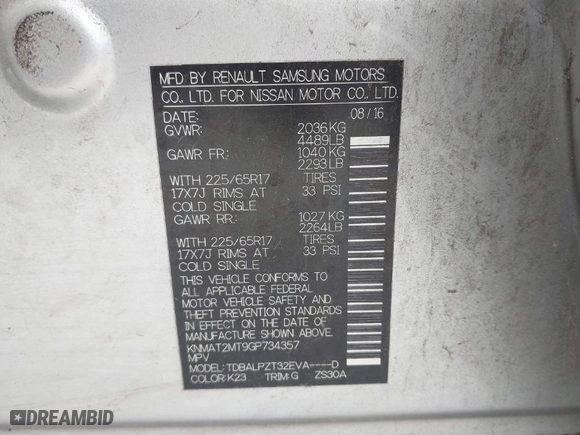 MFD BY RENAULT SAMSUNG MOTORS
CO., LTD. FOR NISSAN MOTOR CO., LTD.
DATE: 08/16
GVWR: 2036KG
4489LB
GAWR FR: 1040KG
2293LB
WITH 225/65R17 TIRES
17X7J RIMS AT 33 PSI
COLD SINGLE
GAWR RR: 1027KG
2264LB
WITH 225/65R17 TIRES
17X7J RIMS AT 33 PSI
COLD SINGLE
THIS VEHICLE CONFORMS TO
ALL APPLICABLE FEDERAL
MOTOR VEHICLE SAFETY AND
THEFT PREVENTION STANDARDS
IN EFFECT ON THE DATE OF
MANUFACTURE SHOWN ABOVE.
KNMAT2MT9GP734357
MPV
MODEL: TDBALPZT32EVA----D
COLOR: K23 TRIM: G ZS30A
DREAMBID